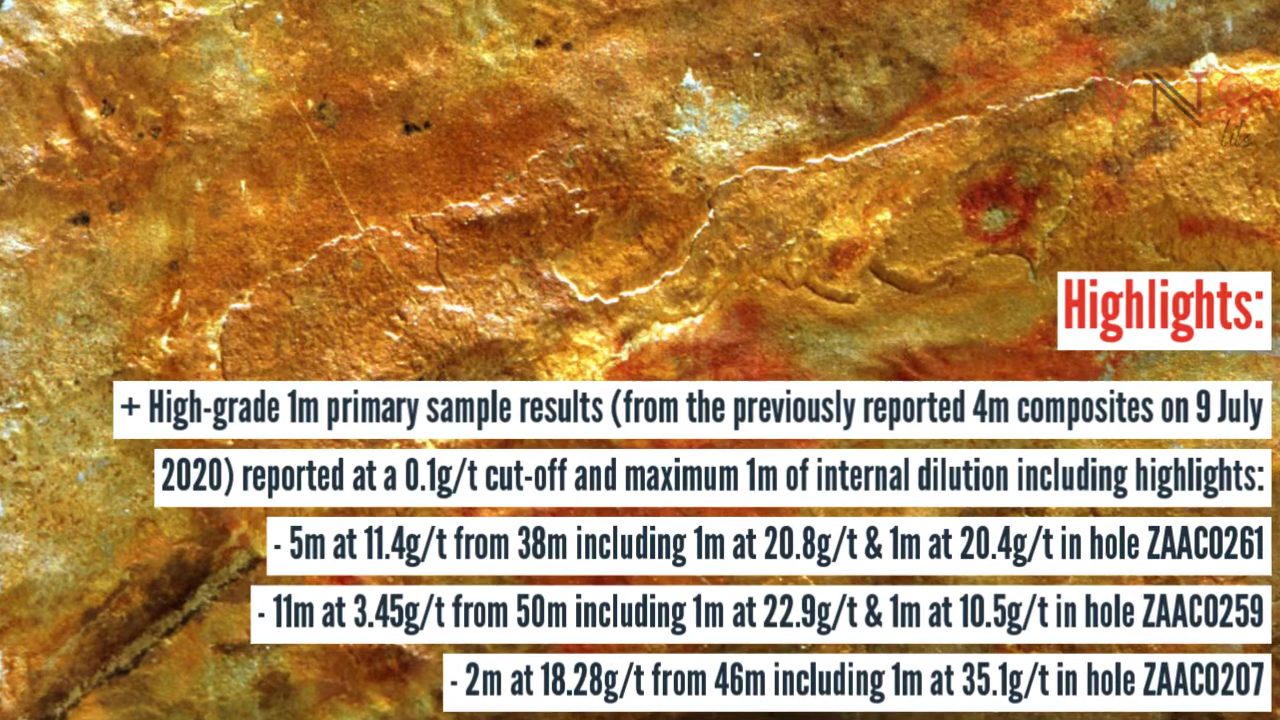 VNS
lite
Highlights:
+ High-grade 1m primary sample results (from the previously reported 4m composites on 9 July
2020) reported at a 0.1g/t cut-off and maximum 1m of internal dilution including highlights:
- 5m at 11.4g/t from 38m including 1m at 20.8g/t & 1m at 20.4g/t in hole ZAAC0261
- 11m at 3.45g/t from 50m including 1m at 22.9g/t & 1m at 10.5g/t in hole ZAAC0259
- 2m at 18.28g/t from 46m including 1m at 35.1g/t in hole ZAAC0207